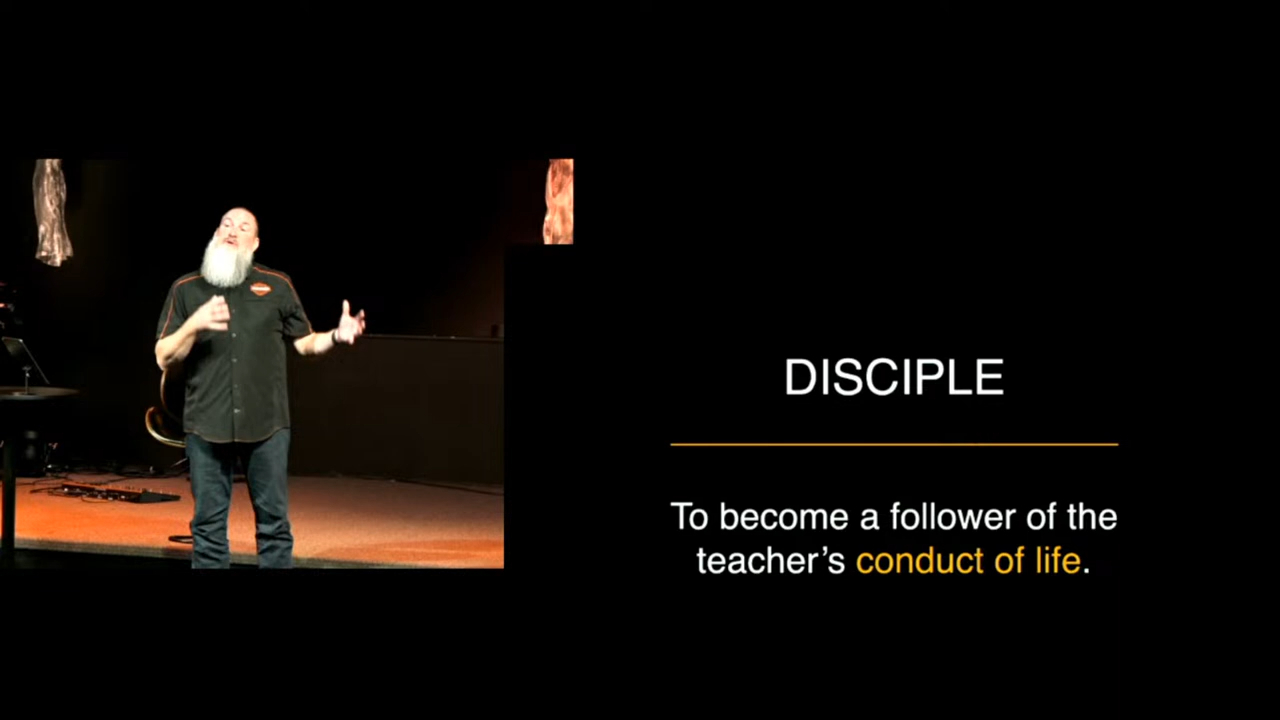 DISCIPLE
To become a follower of the
teacher’s conduct of life.